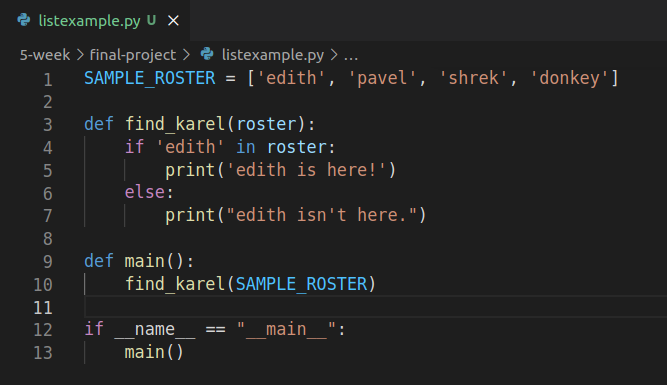 listexample.py U ×
5-week > final-project > listexample.py > ...
1 SAMPLE_ROSTER = ['edith', 'pavel', 'shrek', 'donkey']
2
3 def find_karel(roster):
4     if 'edith' in roster:
5         print('edith is here!')
6     else:
7         print("edith isn't here.")
8
9 def main():
10     find_karel(SAMPLE_ROSTER)
11
12 if __name__ == "__main__":
13     main()